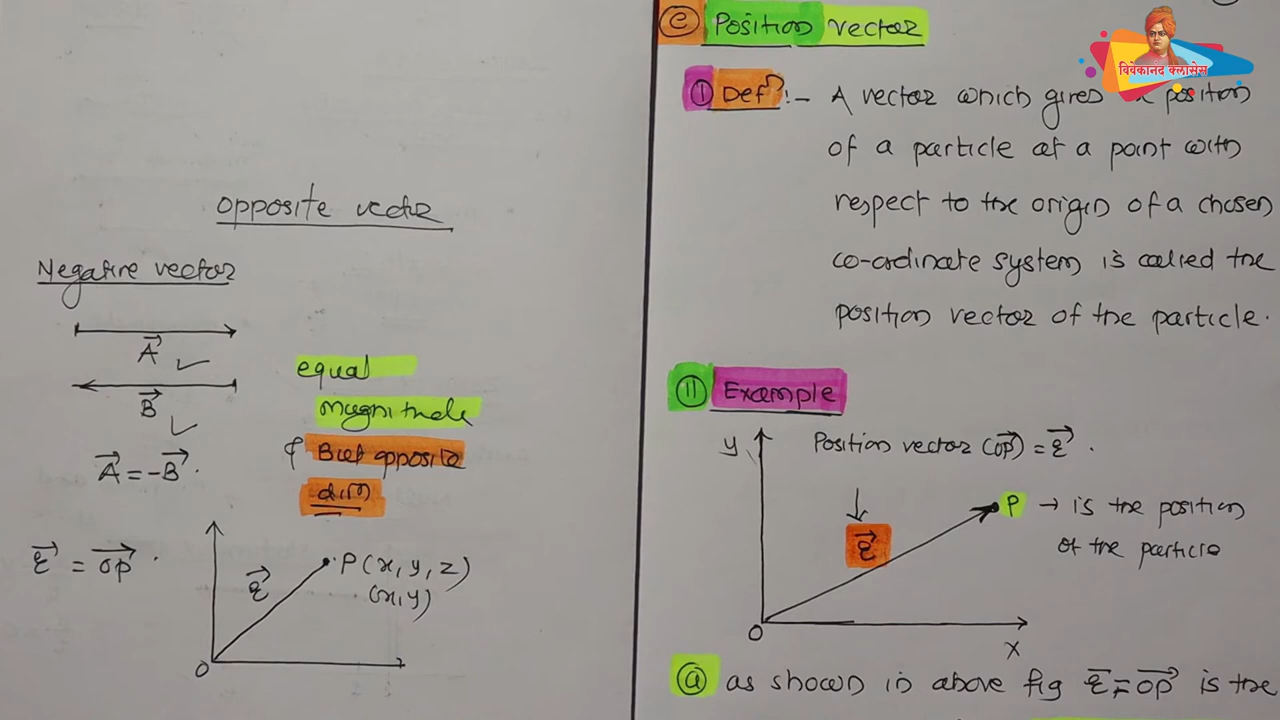 opposite vector
Negative vector
A
B
A = -B.
equal
magnitude
& But opposite
dirn
r = OP .
r
P(x, y, z)
(x, y)
O
c Position vector
I Defn :- A vector which gives position
of a particle at a point with
respect to the origin of a chosen
co-ordinate system is called the
position vector of the particle.
II Example
y
Position vector (OP) = r .
r
P → is the position
of the particle
O
X
a as shown in above fig r = OP is the
विवेकानंद क्लासेस